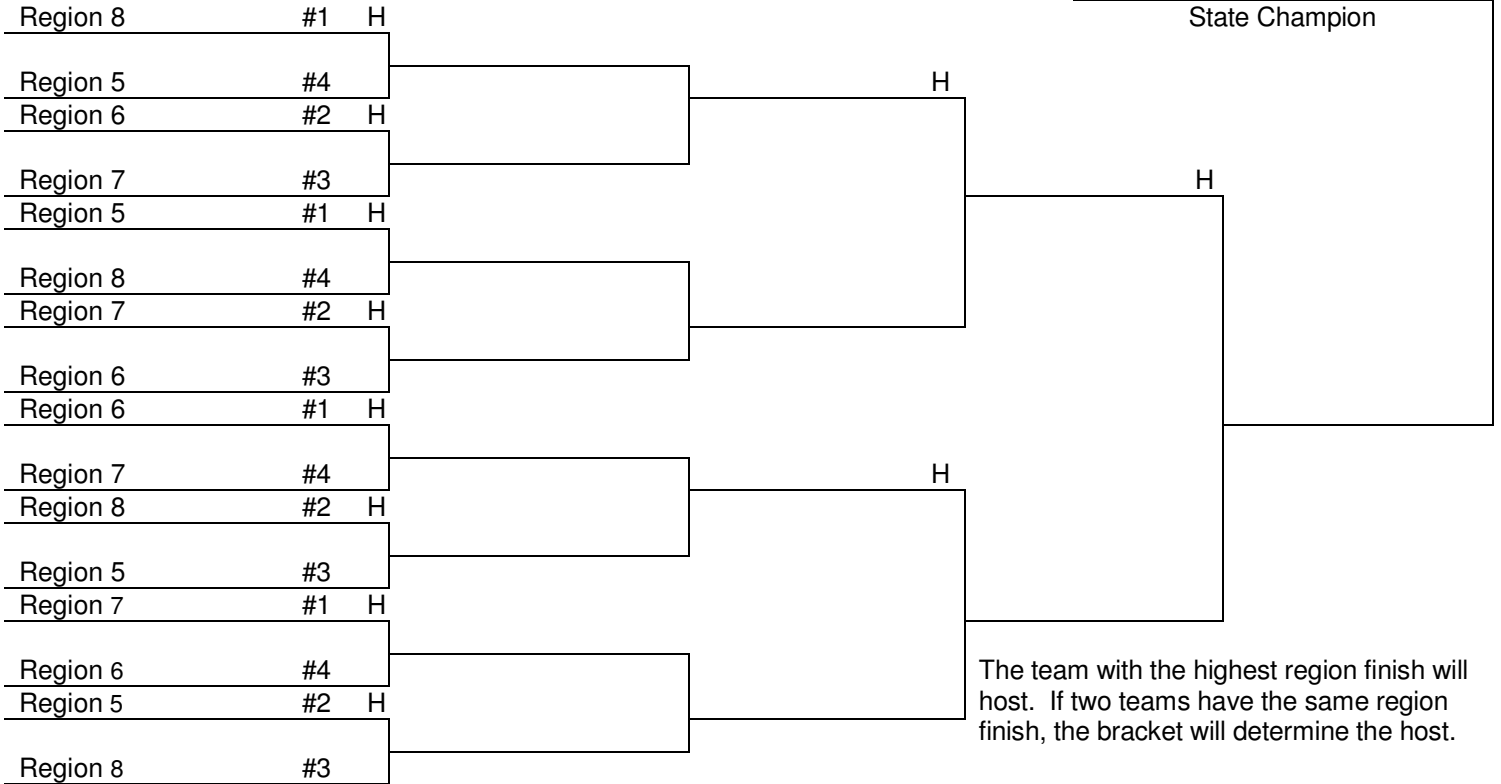 Region 8 #1 H
State Champion
Region 5 #4
H
Region 6 #2 H
Region 7 #3
H
Region 5 #1 H
Region 8 #4
Region 7 #2 H
Region 6 #3
Region 6 #1 H
Region 7 #4
H
Region 8 #2 H
Region 5 #3
Region 7 #1 H
Region 6 #4
Region 5 #2 H
Region 8 #3
The team with the highest region finish will
host. If two teams have the same region
finish, the bracket will determine the host.